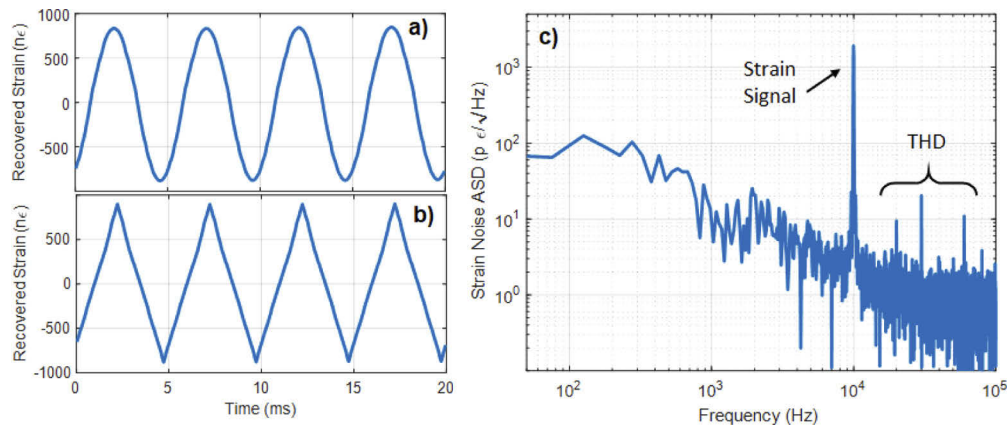 Recovered Strain (nϵ)
1000
500
0
-500
a)
Recovered Strain (nϵ)
500
0
-500
-1000
b)
0
5
10
15
20
Time (ms)
c)
Strain Noise ASD (p ϵ/√Hz)
10³
10²
10¹
10⁰
Strain
Signal
THD
10²
10³
10⁴
10⁵
Frequency (Hz)